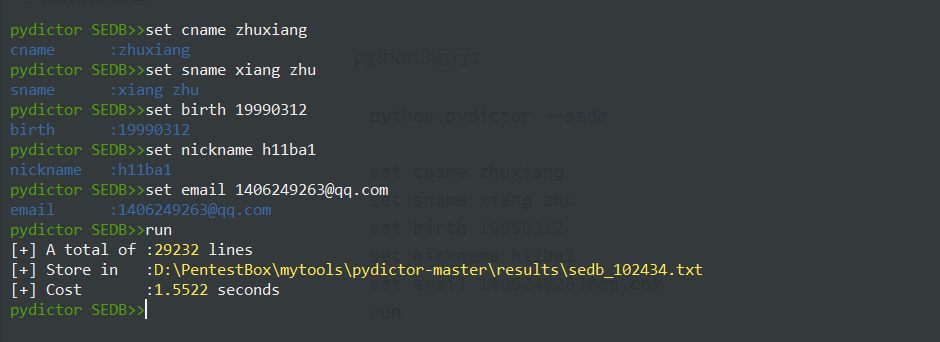 pydictor SEDB>>set cname zhuxiang
cname      :zhuxiang
pydictor SEDB>>set sname xiang zhu
sname      :xiang zhu
pydictor SEDB>>set birth 19990312
birth      :19990312
pydictor SEDB>>set nickname h11ba1
nickname   :h11ba1
pydictor SEDB>>set email 1406249263@qq.com
email      :1406249263@qq.com
pydictor SEDB>>run
[+] A total of :29232 lines
[+] Store in   :D:\PentestBox\mytools\pydictor-master\results\sedb_102434.txt
[+] Cost       :1.5522 seconds
pydictor SEDB>>
python3运行:
python pydictor --sedb
set cname zhuxiang
set sname xiang zhu
set birth 19990312
set nickname h11ba1
set email 1406249263@qq.com
run